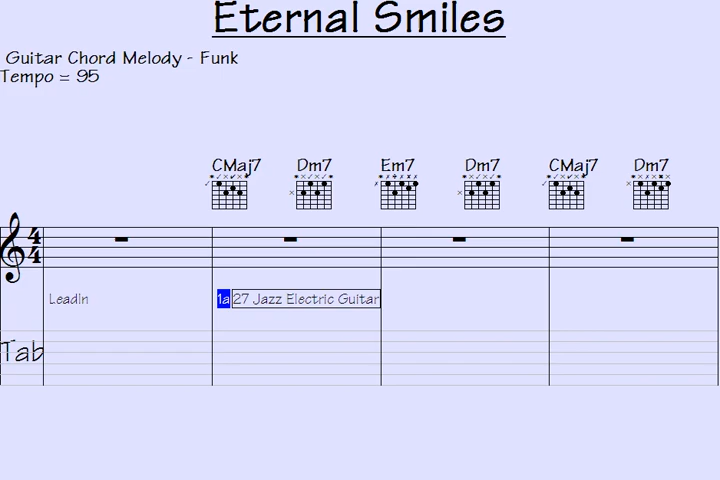 Eternal Smiles
Guitar Chord Melody - Funk
Tempo = 95
CMaj7 Dm7 Em7 Dm7 CMaj7 Dm7
4
4
LeadIn 1a 27 Jazz Electric Guitar
Tab